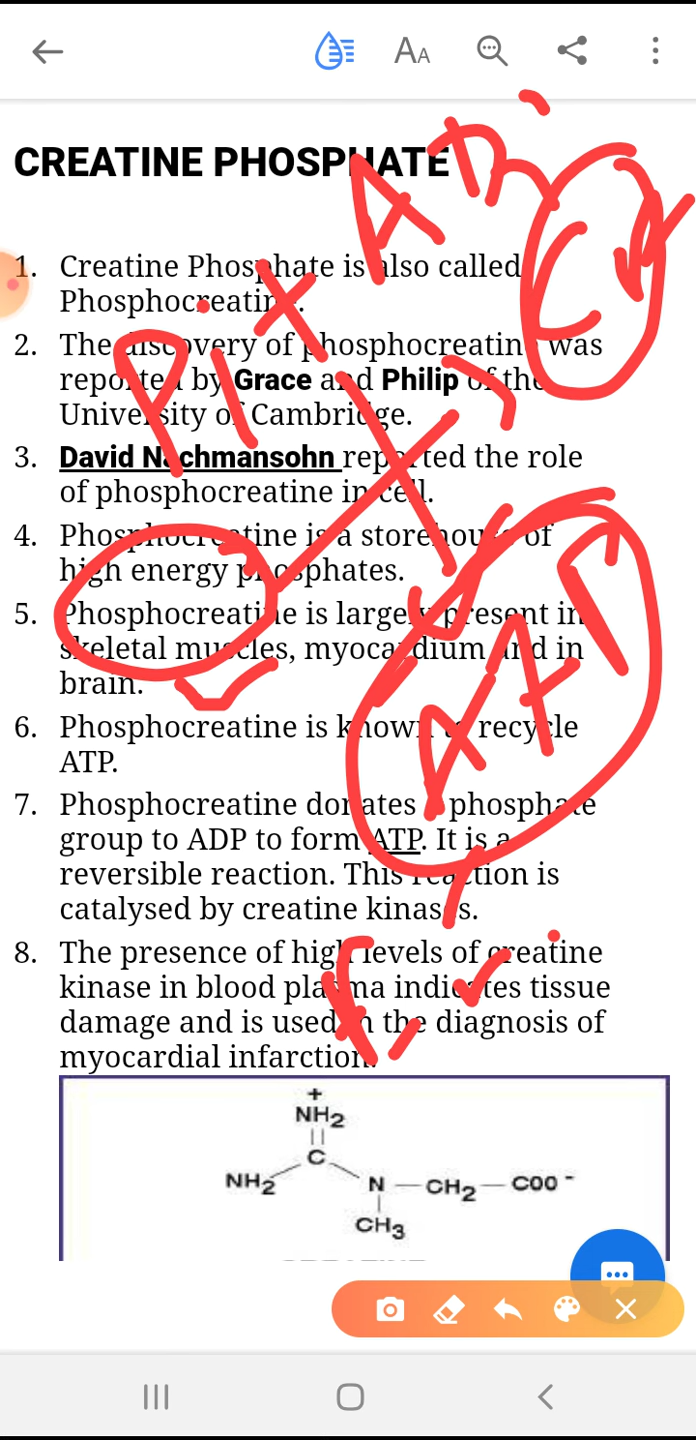 AA
CREATINE PHOSPHATE
1. Creatine Phosphate is also called
Phosphocreatine.
2. The discovery of phosphocreatine was
reported by Grace and Philip of the
University of Cambridge.
3. David Nachmansohn reported the role
of phosphocreatine in cell.
4. Phosphocreatine is a storehouse of
high energy phosphates.
5. Phosphocreatine is largely present in
skeletal muscles, myocardium and in
brain.
6. Phosphocreatine is known to recycle
ATP.
7. Phosphocreatine donates a phosphate
group to ADP to form ATP. It is a
reversible reaction. This reaction is
catalysed by creatine kinases.
8. The presence of high levels of creatine
kinase in blood plasma indicates tissue
damage and is used in the diagnosis of
myocardial infarction.
Pi + AD
+
NH2
||
C
NH2 N — CH2 — COO -
|
CH3